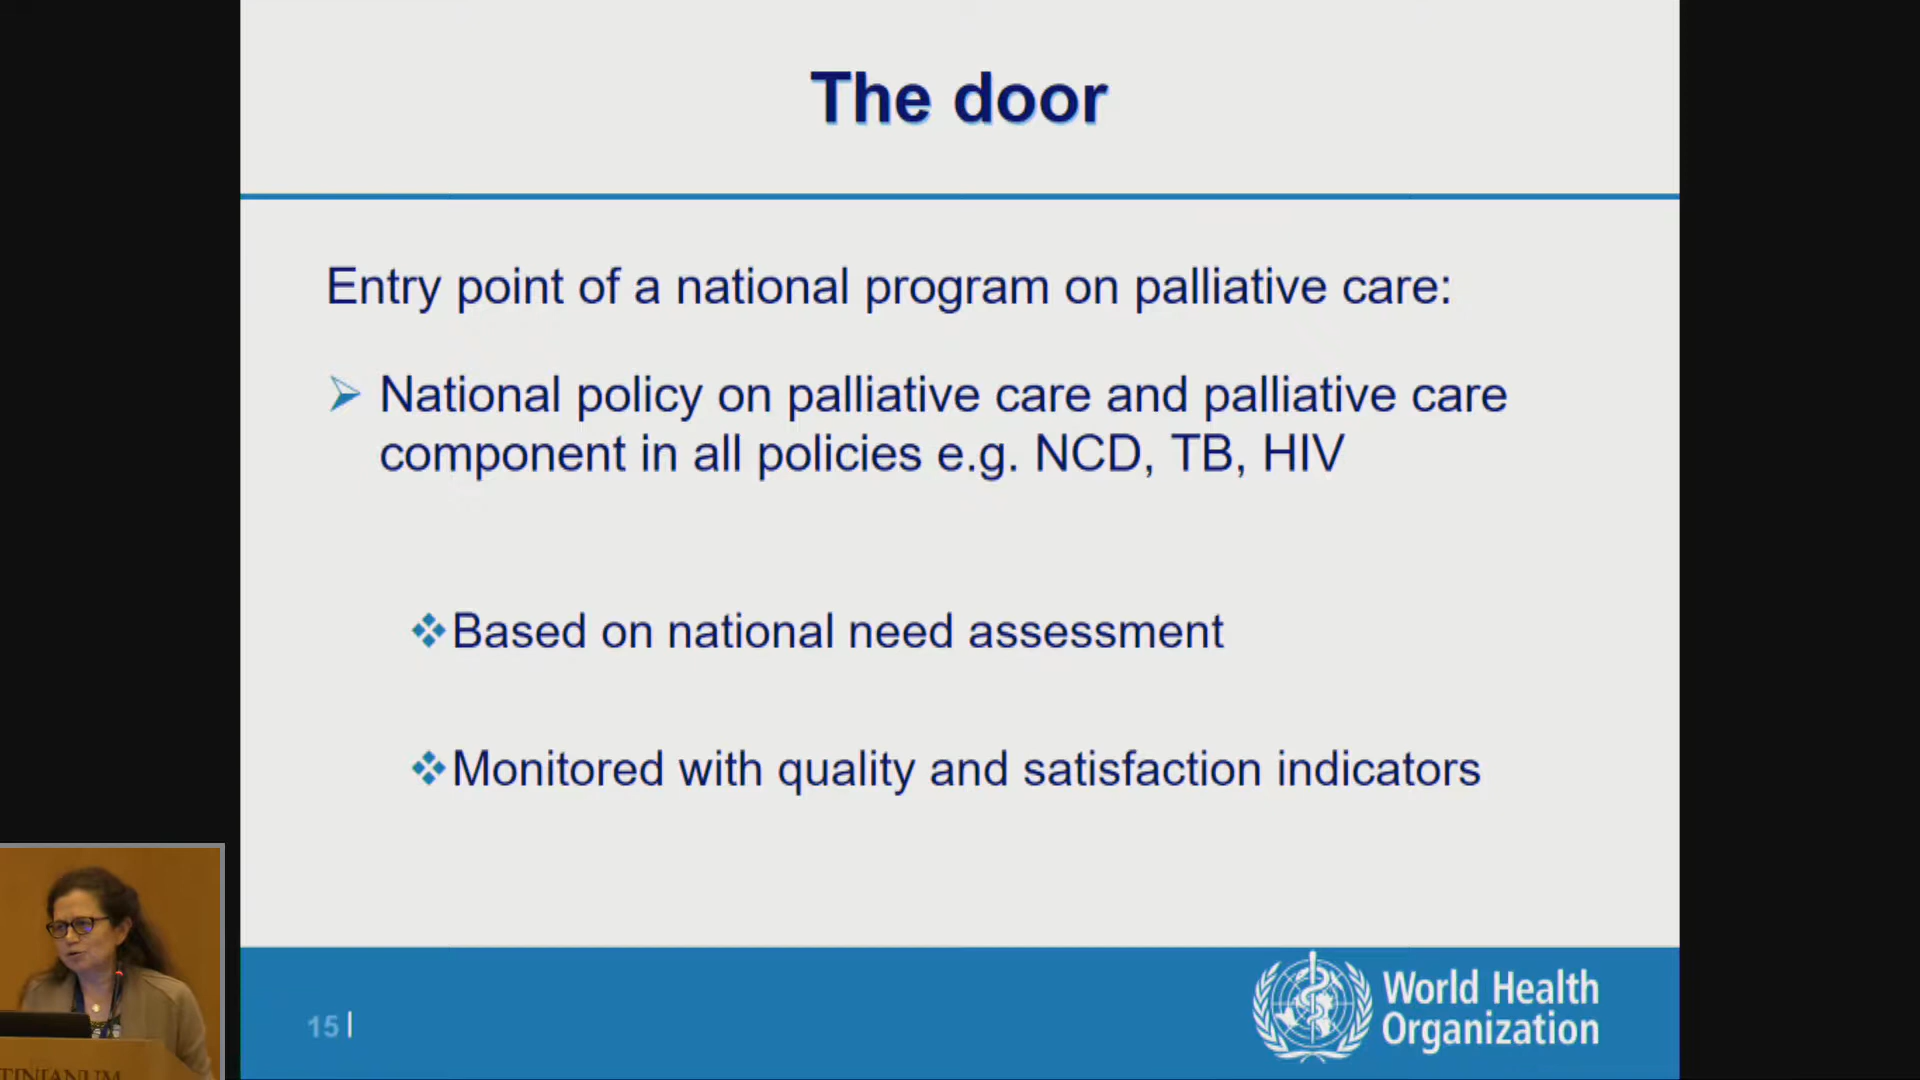 The door
Entry point of a national program on palliative care:
National policy on palliative care and palliative care
component in all policies e.g. NCD, TB, HIV
Based on national need assessment
Monitored with quality and satisfaction indicators
15 |
World Health
Organization
TINIANUM